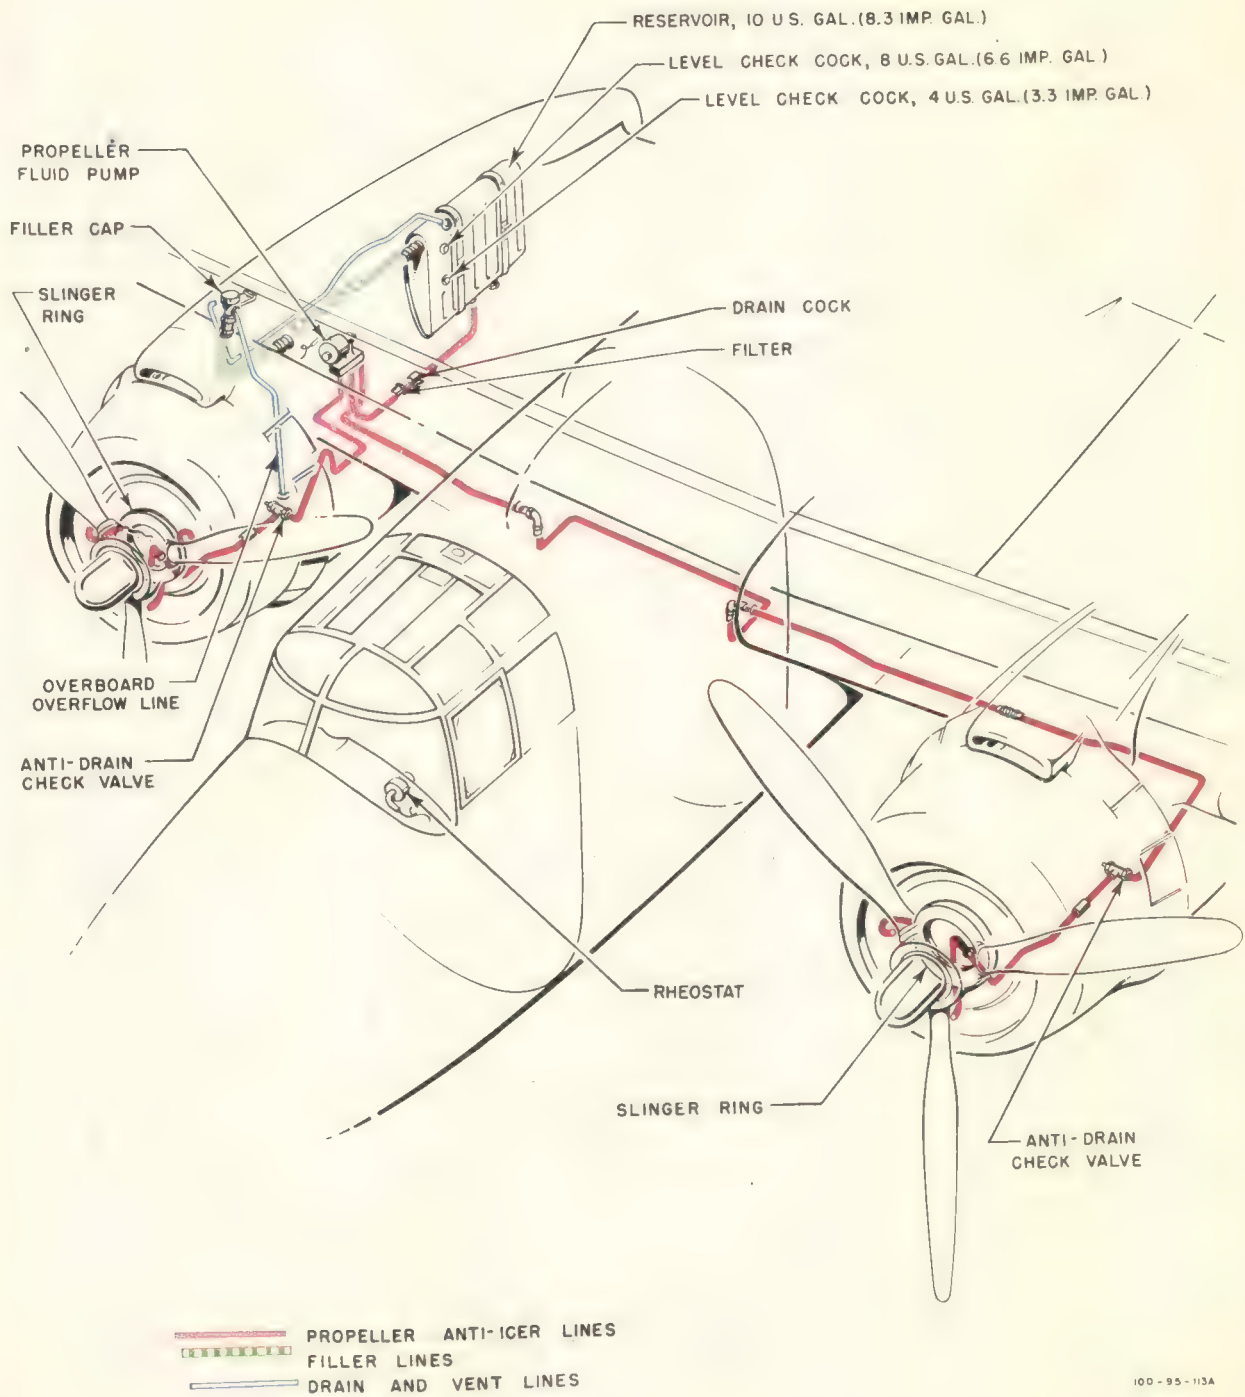 RESERVOIR, 10 U.S. GAL.(8.3 IMP. GAL.)
LEVEL CHECK COCK, 8 U.S. GAL.(6.6 IMP. GAL.)
LEVEL CHECK COCK, 4 U.S. GAL.(3.3 IMP. GAL.)
PROPELLER
FLUID PUMP
FILLER CAP
SLINGER
RING
DRAIN COCK
FILTER
OVERBOARD
OVERFLOW LINE
ANTI-DRAIN
CHECK VALVE
RHEOSTAT
SLINGER RING
ANTI-DRAIN
CHECK VALVE
PROPELLER ANTI-ICER LINES
FILLER LINES
DRAIN AND VENT LINES
100-95-113A